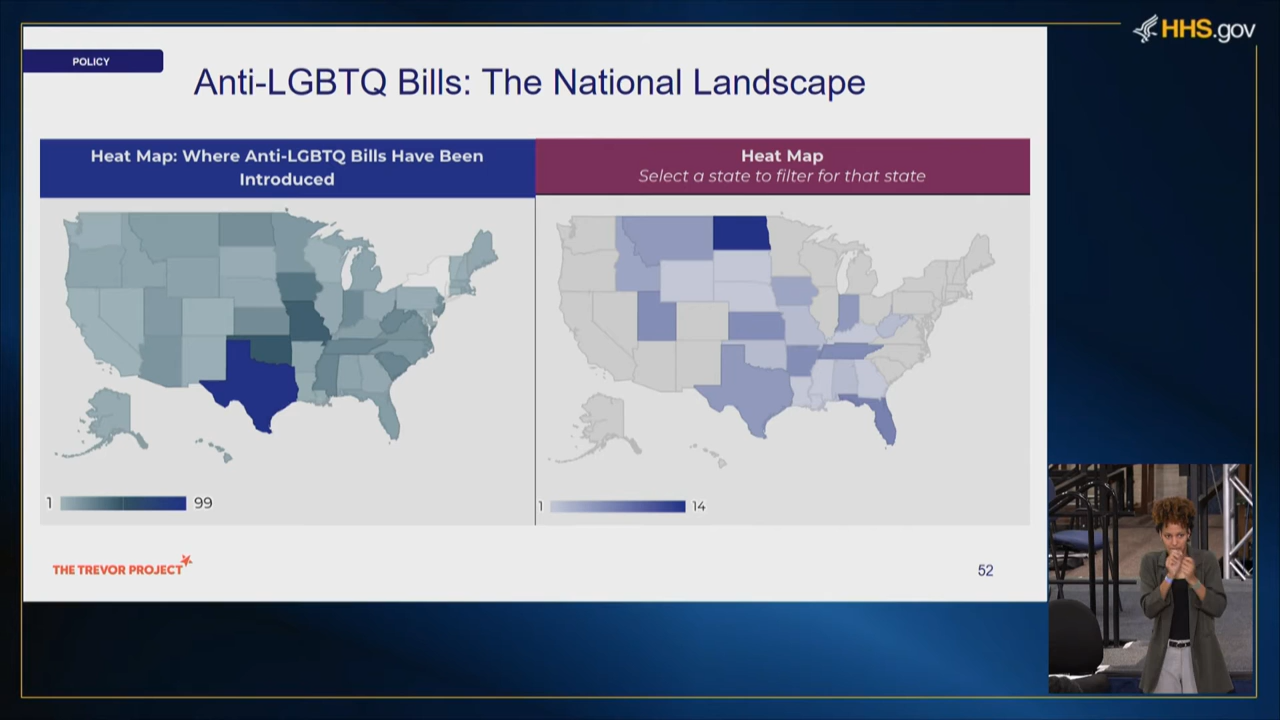 HHS.gov
POLICY
Anti-LGBTQ Bills: The National Landscape
Heat Map: Where Anti-LGBTQ Bills Have Been
Introduced
Heat Map
Select a state to filter for that state
1
99
1
14
THE TREVOR PROJECT
52